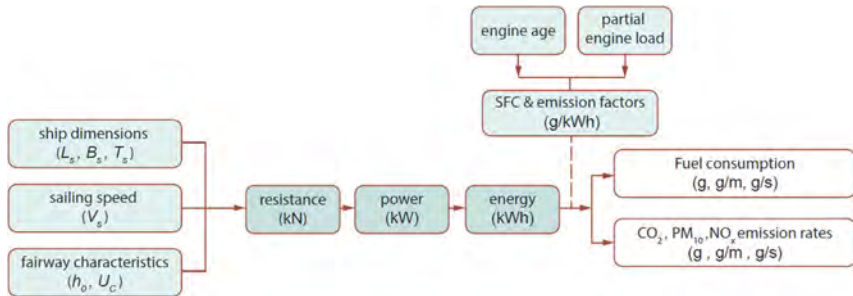 engine age
partial
engine load
SFC & emission factors
(g/kWh)
ship dimensions
(Lₛ, Bₛ, Tₛ)
sailing speed
(Vₛ)
fairway characteristics
(h₀, U_C)
resistance
(kN)
power
(kW)
energy
(kWh)
Fuel consumption
(g, g/m, g/s)
CO₂, PM₁₀,NOₓ emission rates
(g , g/m , g/s)